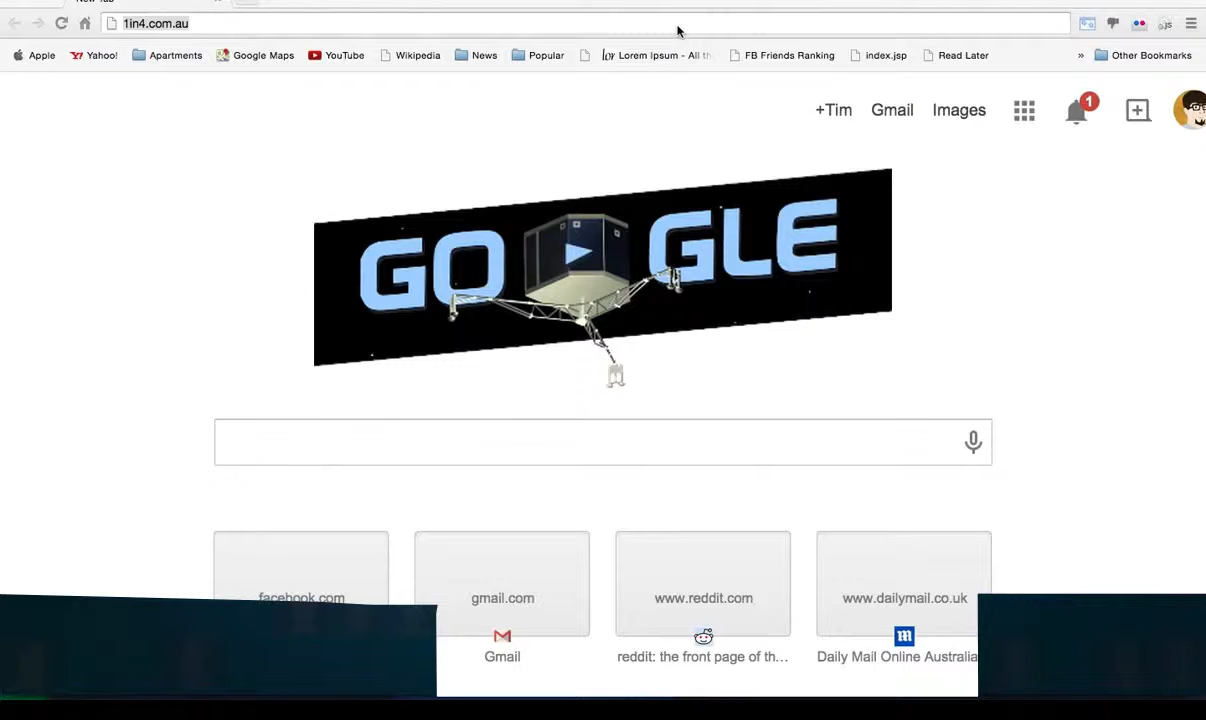 1in4.com.au
Apple Yahoo! Apartments Google Maps YouTube Wikipedia News Popular Lorem Ipsum - All th FB Friends Ranking index.jsp Read Later » Other Bookmarks
+Tim Gmail Images 1
GO GLE
facebook.com gmail.com www.reddit.com www.dailymail.co.uk
Gmail reddit: the front page of th... Daily Mail Online Australia